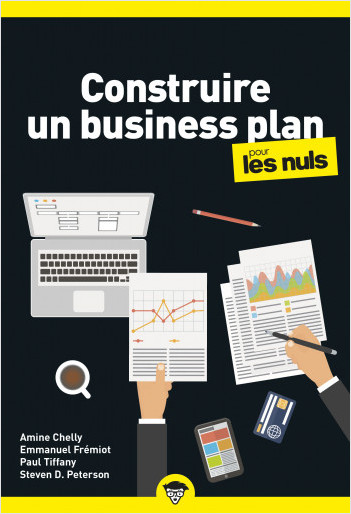 Construire
un business plan
pour
les nuls
Amine Chelly
Emmanuel Frémiot
Paul Tiffany
Steven D. Peterson